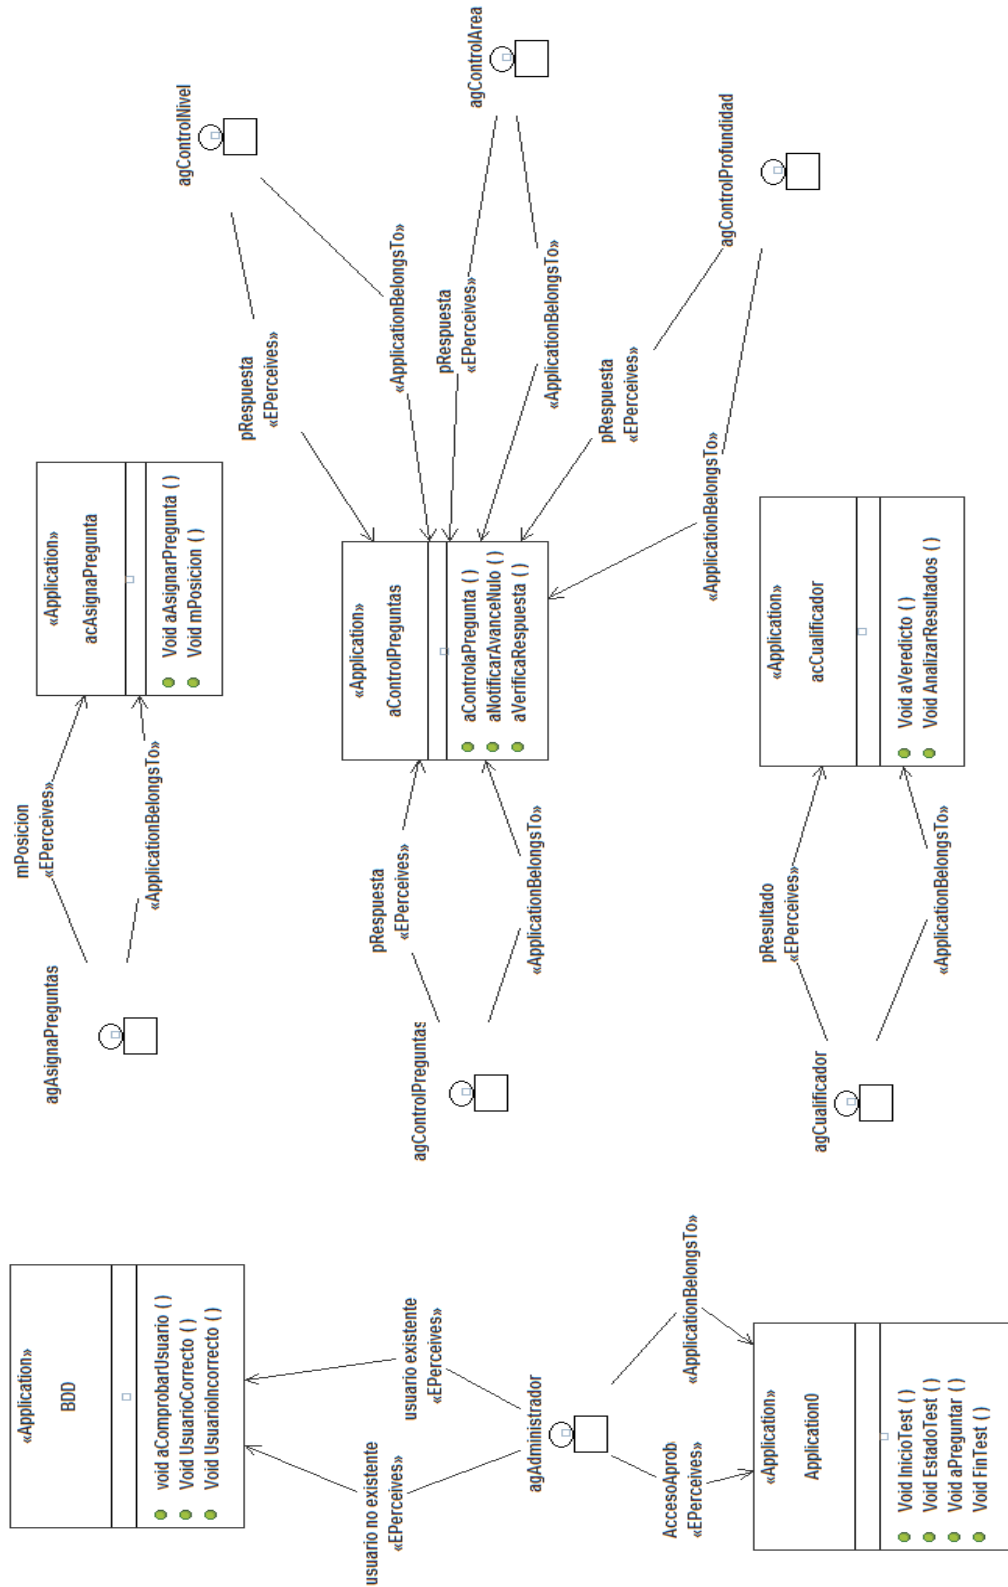 «Application»
BDD
void aComprobarUsuario ( )
Void UsuarioCorrecto ( )
Void UsuarioIncorrecto ( )
usuario no existente
«EPerceives»
usuario existente
«EPerceives»
agAdministrador
AccesoAprob
«EPerceives»
«ApplicationBelongsTo»
«Application»
Application0
Void InicioTest ( )
Void EstadoTest ( )
Void aPreguntar ( )
Void FinTest ( )
agAsignaPreguntas
mPosicion
«EPerceives»
«ApplicationBelongsTo»
«Application»
acAsignaPregunta
Void aAsignarPregunta ( )
Void mPosicion ( )
agControlPreguntas
pRespuesta
«EPerceives»
«ApplicationBelongsTo»
«Application»
aControlPreguntas
aControlaPregunta ( )
aNotificarAvanceNulo ( )
aVerificaRespuesta ( )
agCualificador
pResultado
«EPerceives»
«ApplicationBelongsTo»
«Application»
acCualificador
Void aVeredicto ( )
Void AnalizarResultados ( )
pRespuesta
«EPerceives»
«ApplicationBelongsTo»
agControlNivel
pRespuesta
«EPerceives»
«ApplicationBelongsTo»
agControlArea
pRespuesta
«EPerceives»
«ApplicationBelongsTo»
agControlProfundidad